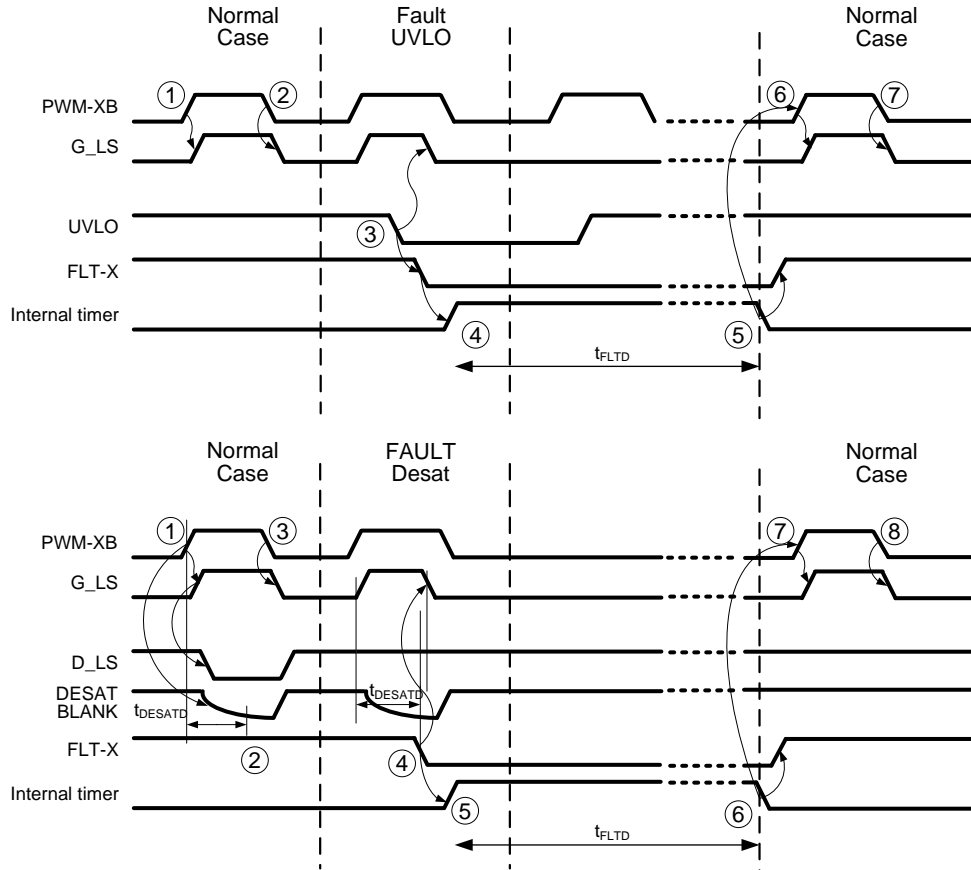 Normal
Case
Fault
UVLO
Normal
Case
PWM-XB
1
2
6
7
G_LS
UVLO
3
FLT-X
Internal timer
4
5
tFLTD
Normal
Case
FAULT
Desat
Normal
Case
PWM-XB
1
3
7
8
G_LS
D_LS
DESAT
BLANK
tDESATD
tDESATD
FLT-X
2
4
Internal timer
5
6
tFLTD